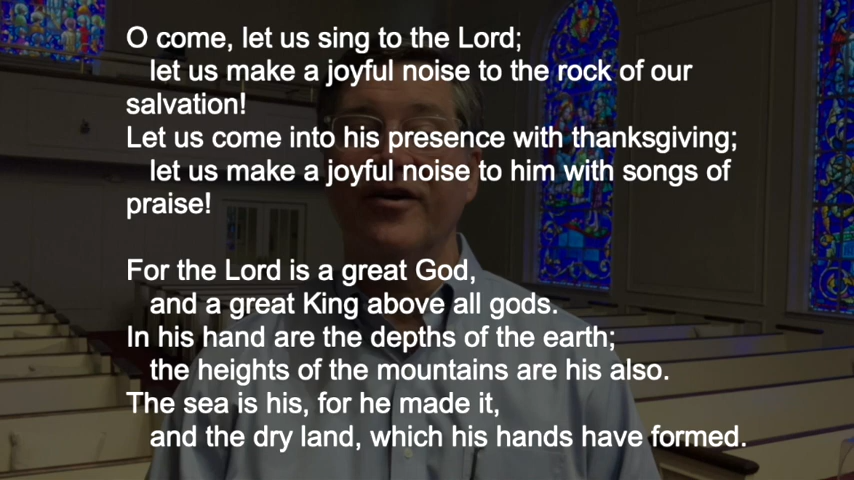 O come, let us sing to the Lord;
let us make a joyful noise to the rock of our
salvation!
Let us come into his presence with thanksgiving;
let us make a joyful noise to him with songs of
praise!
For the Lord is a great God,
and a great King above all gods.
In his hand are the depths of the earth;
the heights of the mountains are his also.
The sea is his, for he made it,
and the dry land, which his hands have formed.